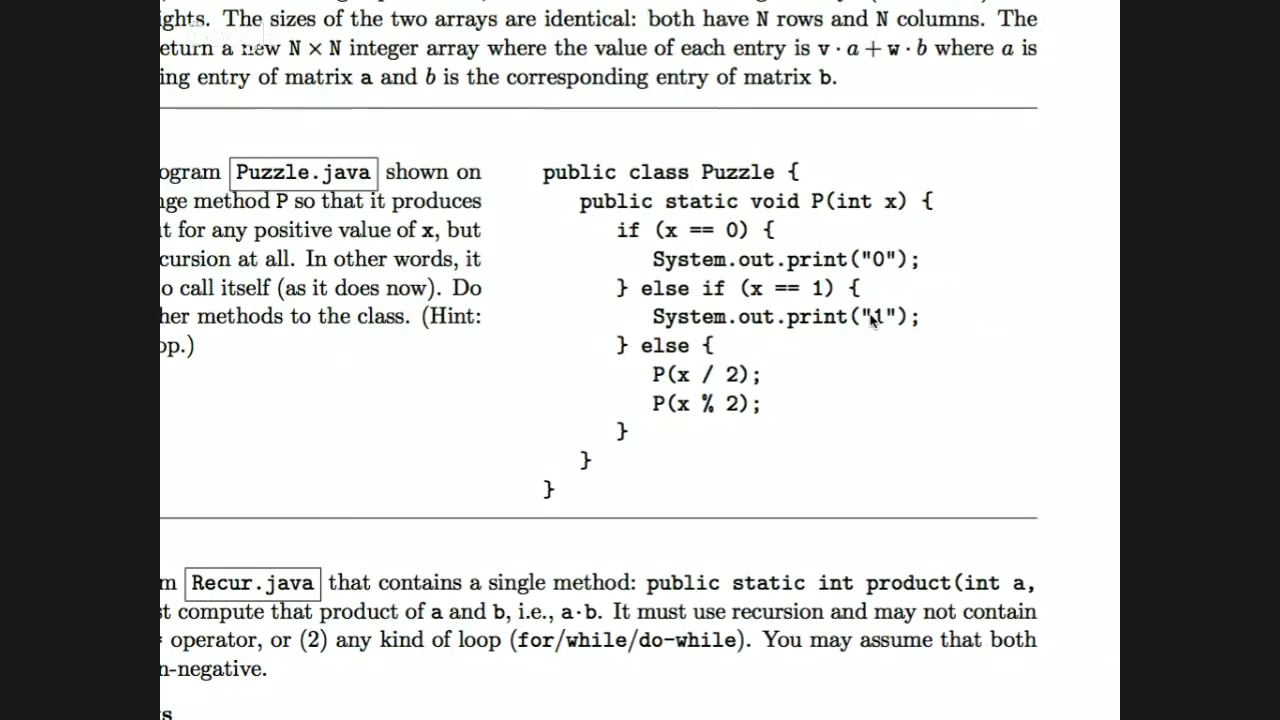 ights. The sizes of the two arrays are identical: both have N rows and N columns. The
eturn a new N × N integer array where the value of each entry is v · a + w · b where a is
ing entry of matrix a and b is the corresponding entry of matrix b.
ogram Puzzle.java shown on
nge method P so that it produces
it for any positive value of x, but
cursion at all. In other words, it
o call itself (as it does now). Do
her methods to the class. (Hint:
op.)
public class Puzzle {
public static void P(int x) {
if (x == 0) {
System.out.print("0");
} else if (x == 1) {
System.out.print("1");
} else {
P(x / 2);
P(x % 2);
}
}
}
m Recur.java that contains a single method: public static int product(int a,
st compute that product of a and b, i.e., a·b. It must use recursion and may not contain
operator, or (2) any kind of loop (for/while/do-while). You may assume that both
n-negative.